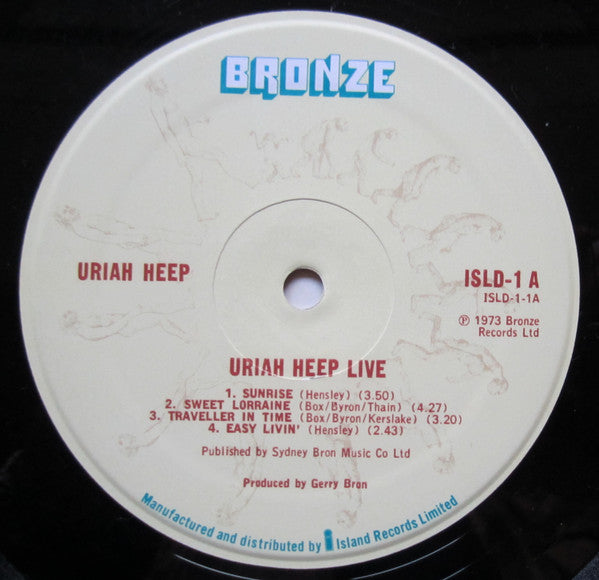 BRONZE
URIAH HEEP
ISLD-1 A
ISLD-1-1A
℗ 1973 Bronze
Records Ltd
URIAH HEEP LIVE
1. SUNRISE (Hensley) (3.50)
2. SWEET LORRAINE (Box/Byron/Thain) (4.27)
3. TRAVELLER IN TIME (Box/Byron/Kerslake) (3.20)
4. EASY LIVIN' (Hensley) (2.43)
Published by Sydney Bron Music Co Ltd
Produced by Gerry Bron
Manufactured and distributed by i Island Records Limited